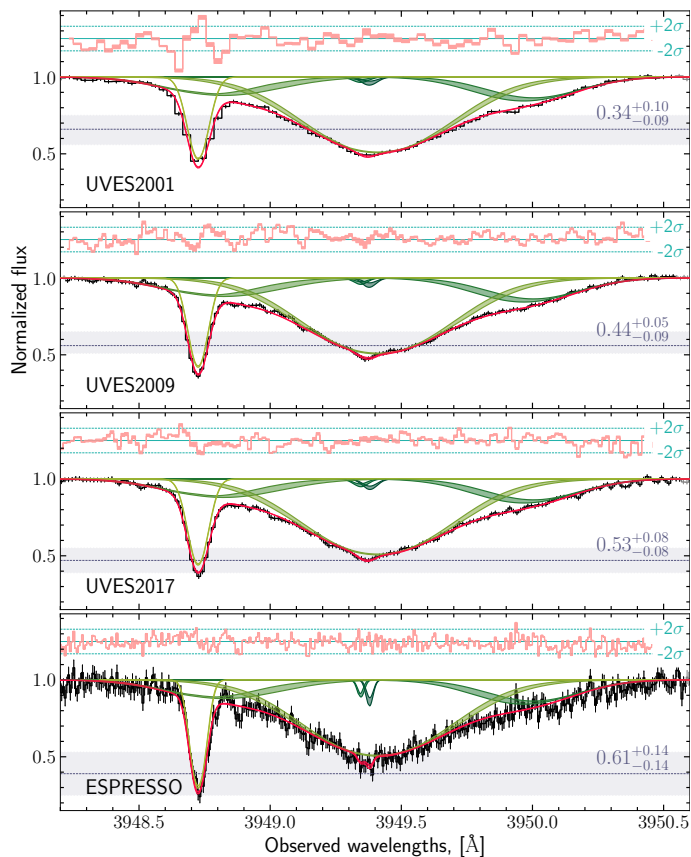 +2σ
-2σ
1.0
0.34+0.10
-0.09
0.5
UVES2001
+2σ
-2σ
1.0
0.44+0.05
-0.09
0.5
UVES2009
+2σ
-2σ
1.0
0.53+0.08
-0.08
0.5
UVES2017
+2σ
-2σ
1.0
0.61+0.14
-0.14
0.5
ESPRESSO
Normalized flux
3948.5 3949.0 3949.5 3950.0 3950.5
Observed wavelengths, [Å]